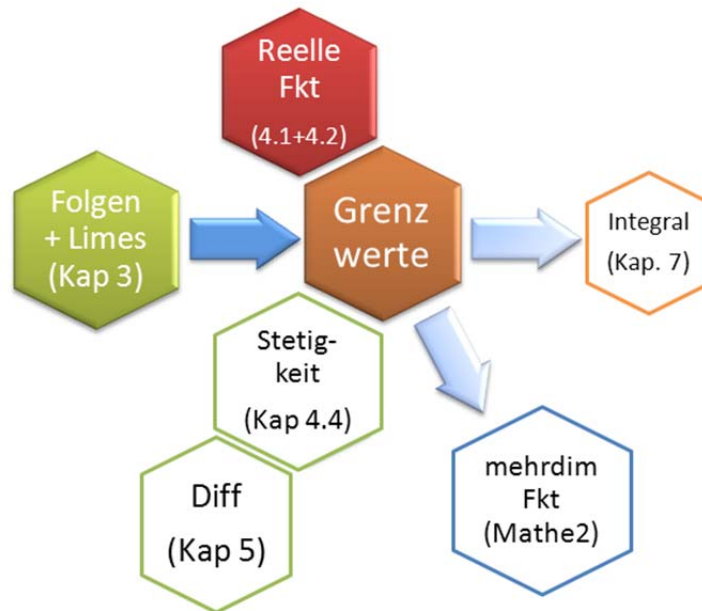 Reelle
Fkt
(4.1+4.2)
Folgen
+ Limes
(Kap 3)
Grenz
werte
Integral
(Kap. 7)
Stetig-
keit
(Kap 4.4)
Diff
(Kap 5)
mehrdim
Fkt
(Mathe2)